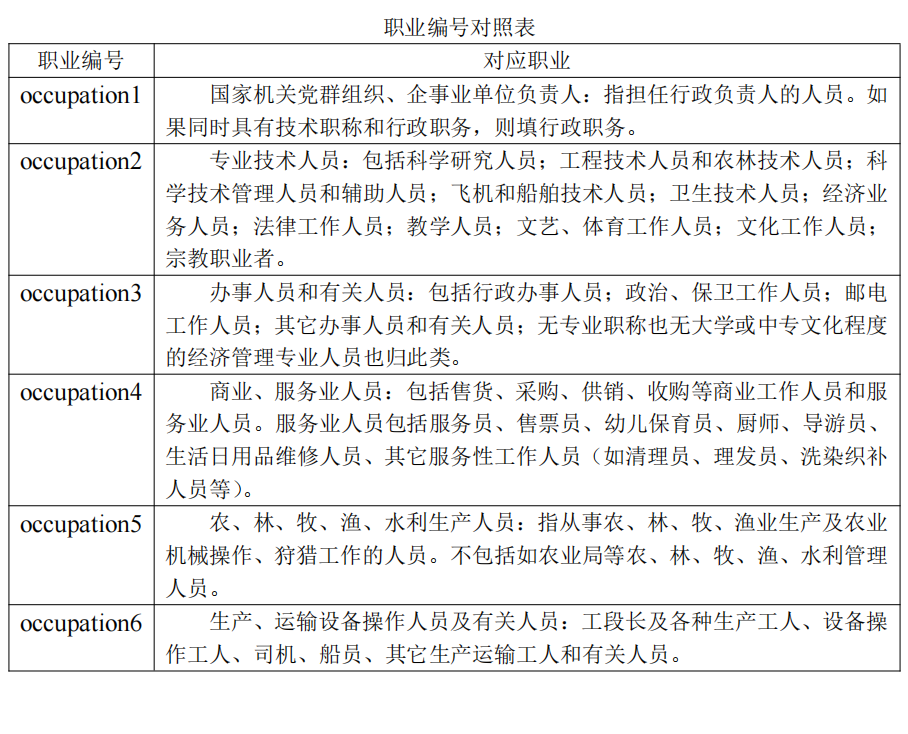 职业编号对照表
职业编号 对应职业
occupation1 国家机关党群组织、企事业单位负责人：指担任行政负责人的人员。如
果同时具有技术职称和行政职务，则填行政职务。
occupation2 专业技术人员：包括科学研究人员；工程技术人员和农林技术人员；科
学技术管理人员和辅助人员；飞机和船舶技术人员；卫生技术人员；经济业
务人员；法律工作人员；教学人员；文艺、体育工作人员；文化工作人员；
宗教职业者。
occupation3 办事人员和有关人员：包括行政办事人员；政治、保卫工作人员；邮电
工作人员；其它办事人员和有关人员；无专业职称也无大学或中专文化程度
的经济管理专业人员也归此类。
occupation4 商业、服务业人员：包括售货、采购、供销、收购等商业工作人员和服
务业人员。服务业人员包括服务员、售票员、幼儿保育员、厨师、导游员、
生活日用品维修人员、其它服务性工作人员（如清理员、理发员、洗染织补
人员等）。
occupation5 农、林、牧、渔、水利生产人员：指从事农、林、牧、渔业生产及农业
机械操作、狩猎工作的人员。不包括如农业局等农、林、牧、渔、水利管理
人员。
occupation6 生产、运输设备操作人员及有关人员：工段长及各种生产工人、设备操
作工人、司机、船员、其它生产运输工人和有关人员。